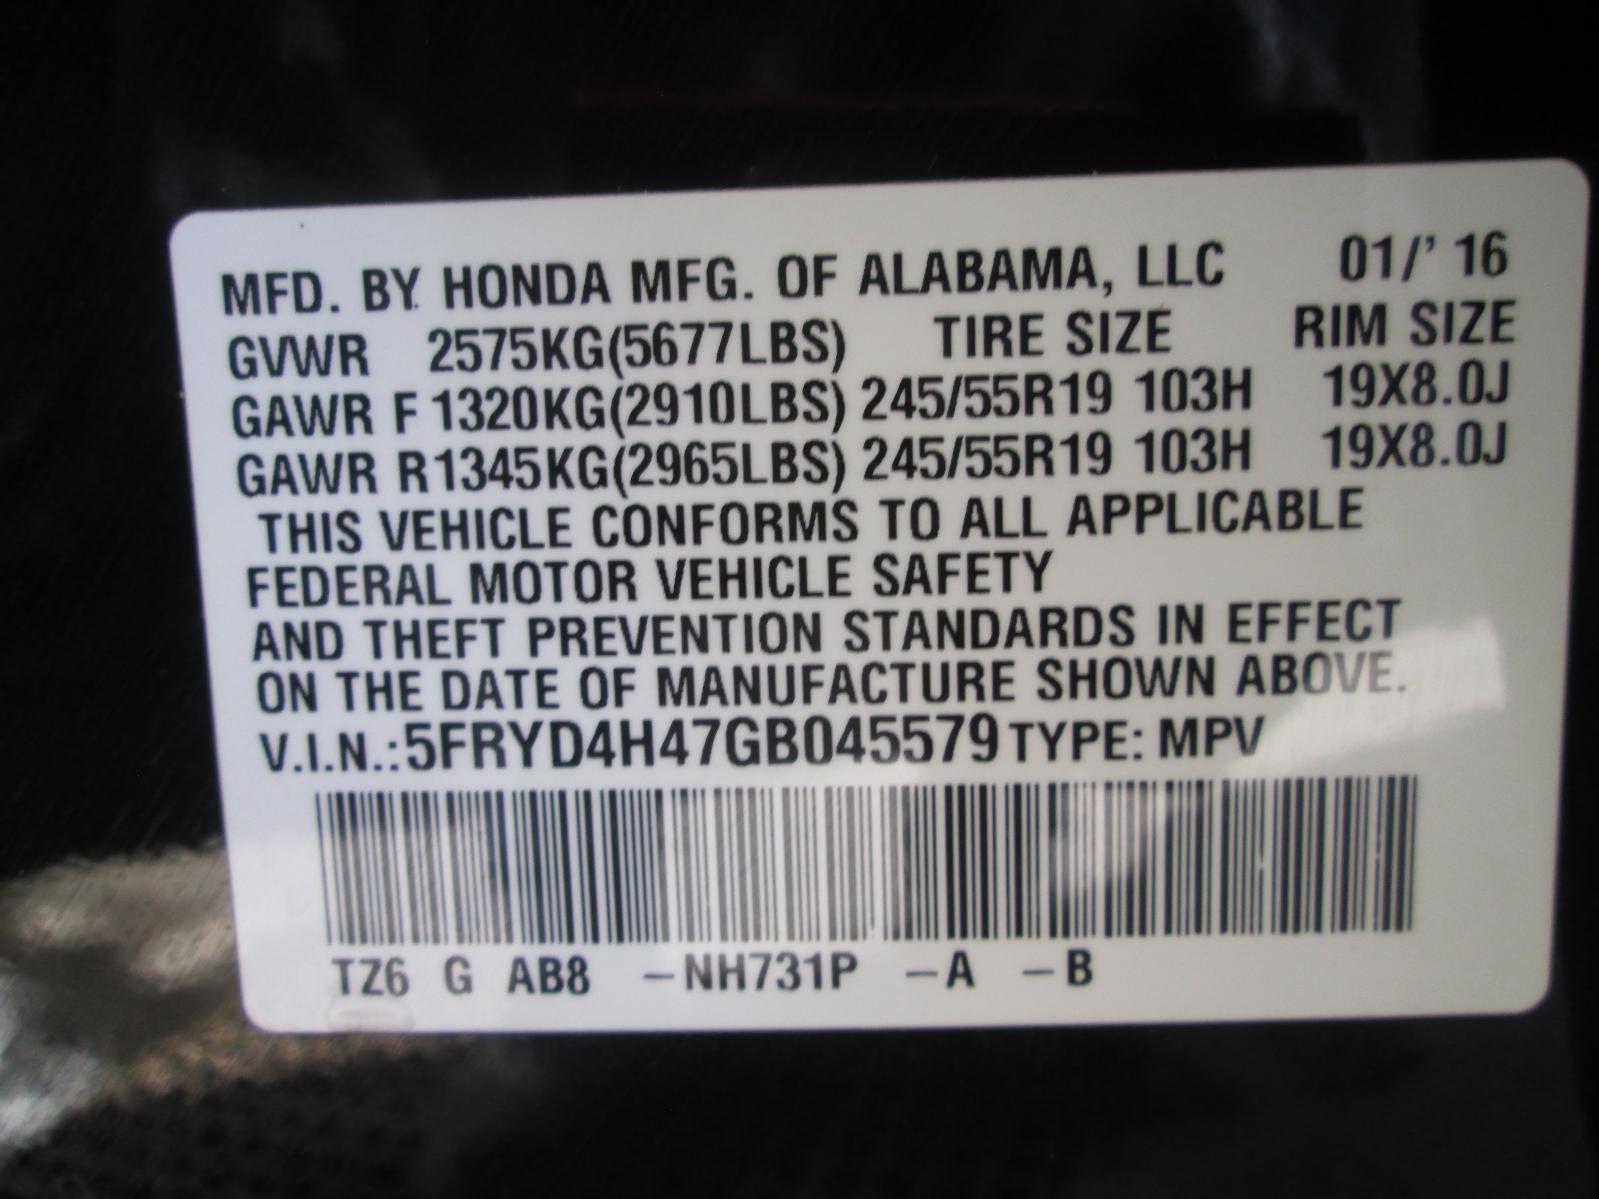 MFD. BY HONDA MFG. OF ALABAMA, LLC 01/' 16
GVWR 2575KG(5677LBS) TIRE SIZE RIM SIZE
GAWR F 1320KG(2910LBS) 245/55R19 103H 19X8.0J
GAWR R1345KG(2965LBS) 245/55R19 103H 19X8.0J
THIS VEHICLE CONFORMS TO ALL APPLICABLE
FEDERAL MOTOR VEHICLE SAFETY
AND THEFT PREVENTION STANDARDS IN EFFECT
ON THE DATE OF MANUFACTURE SHOWN ABOVE.
V.I.N.:5FRYD4H47GB045579 TYPE: MPV
TZ6 G AB8 –NH731P –A –B